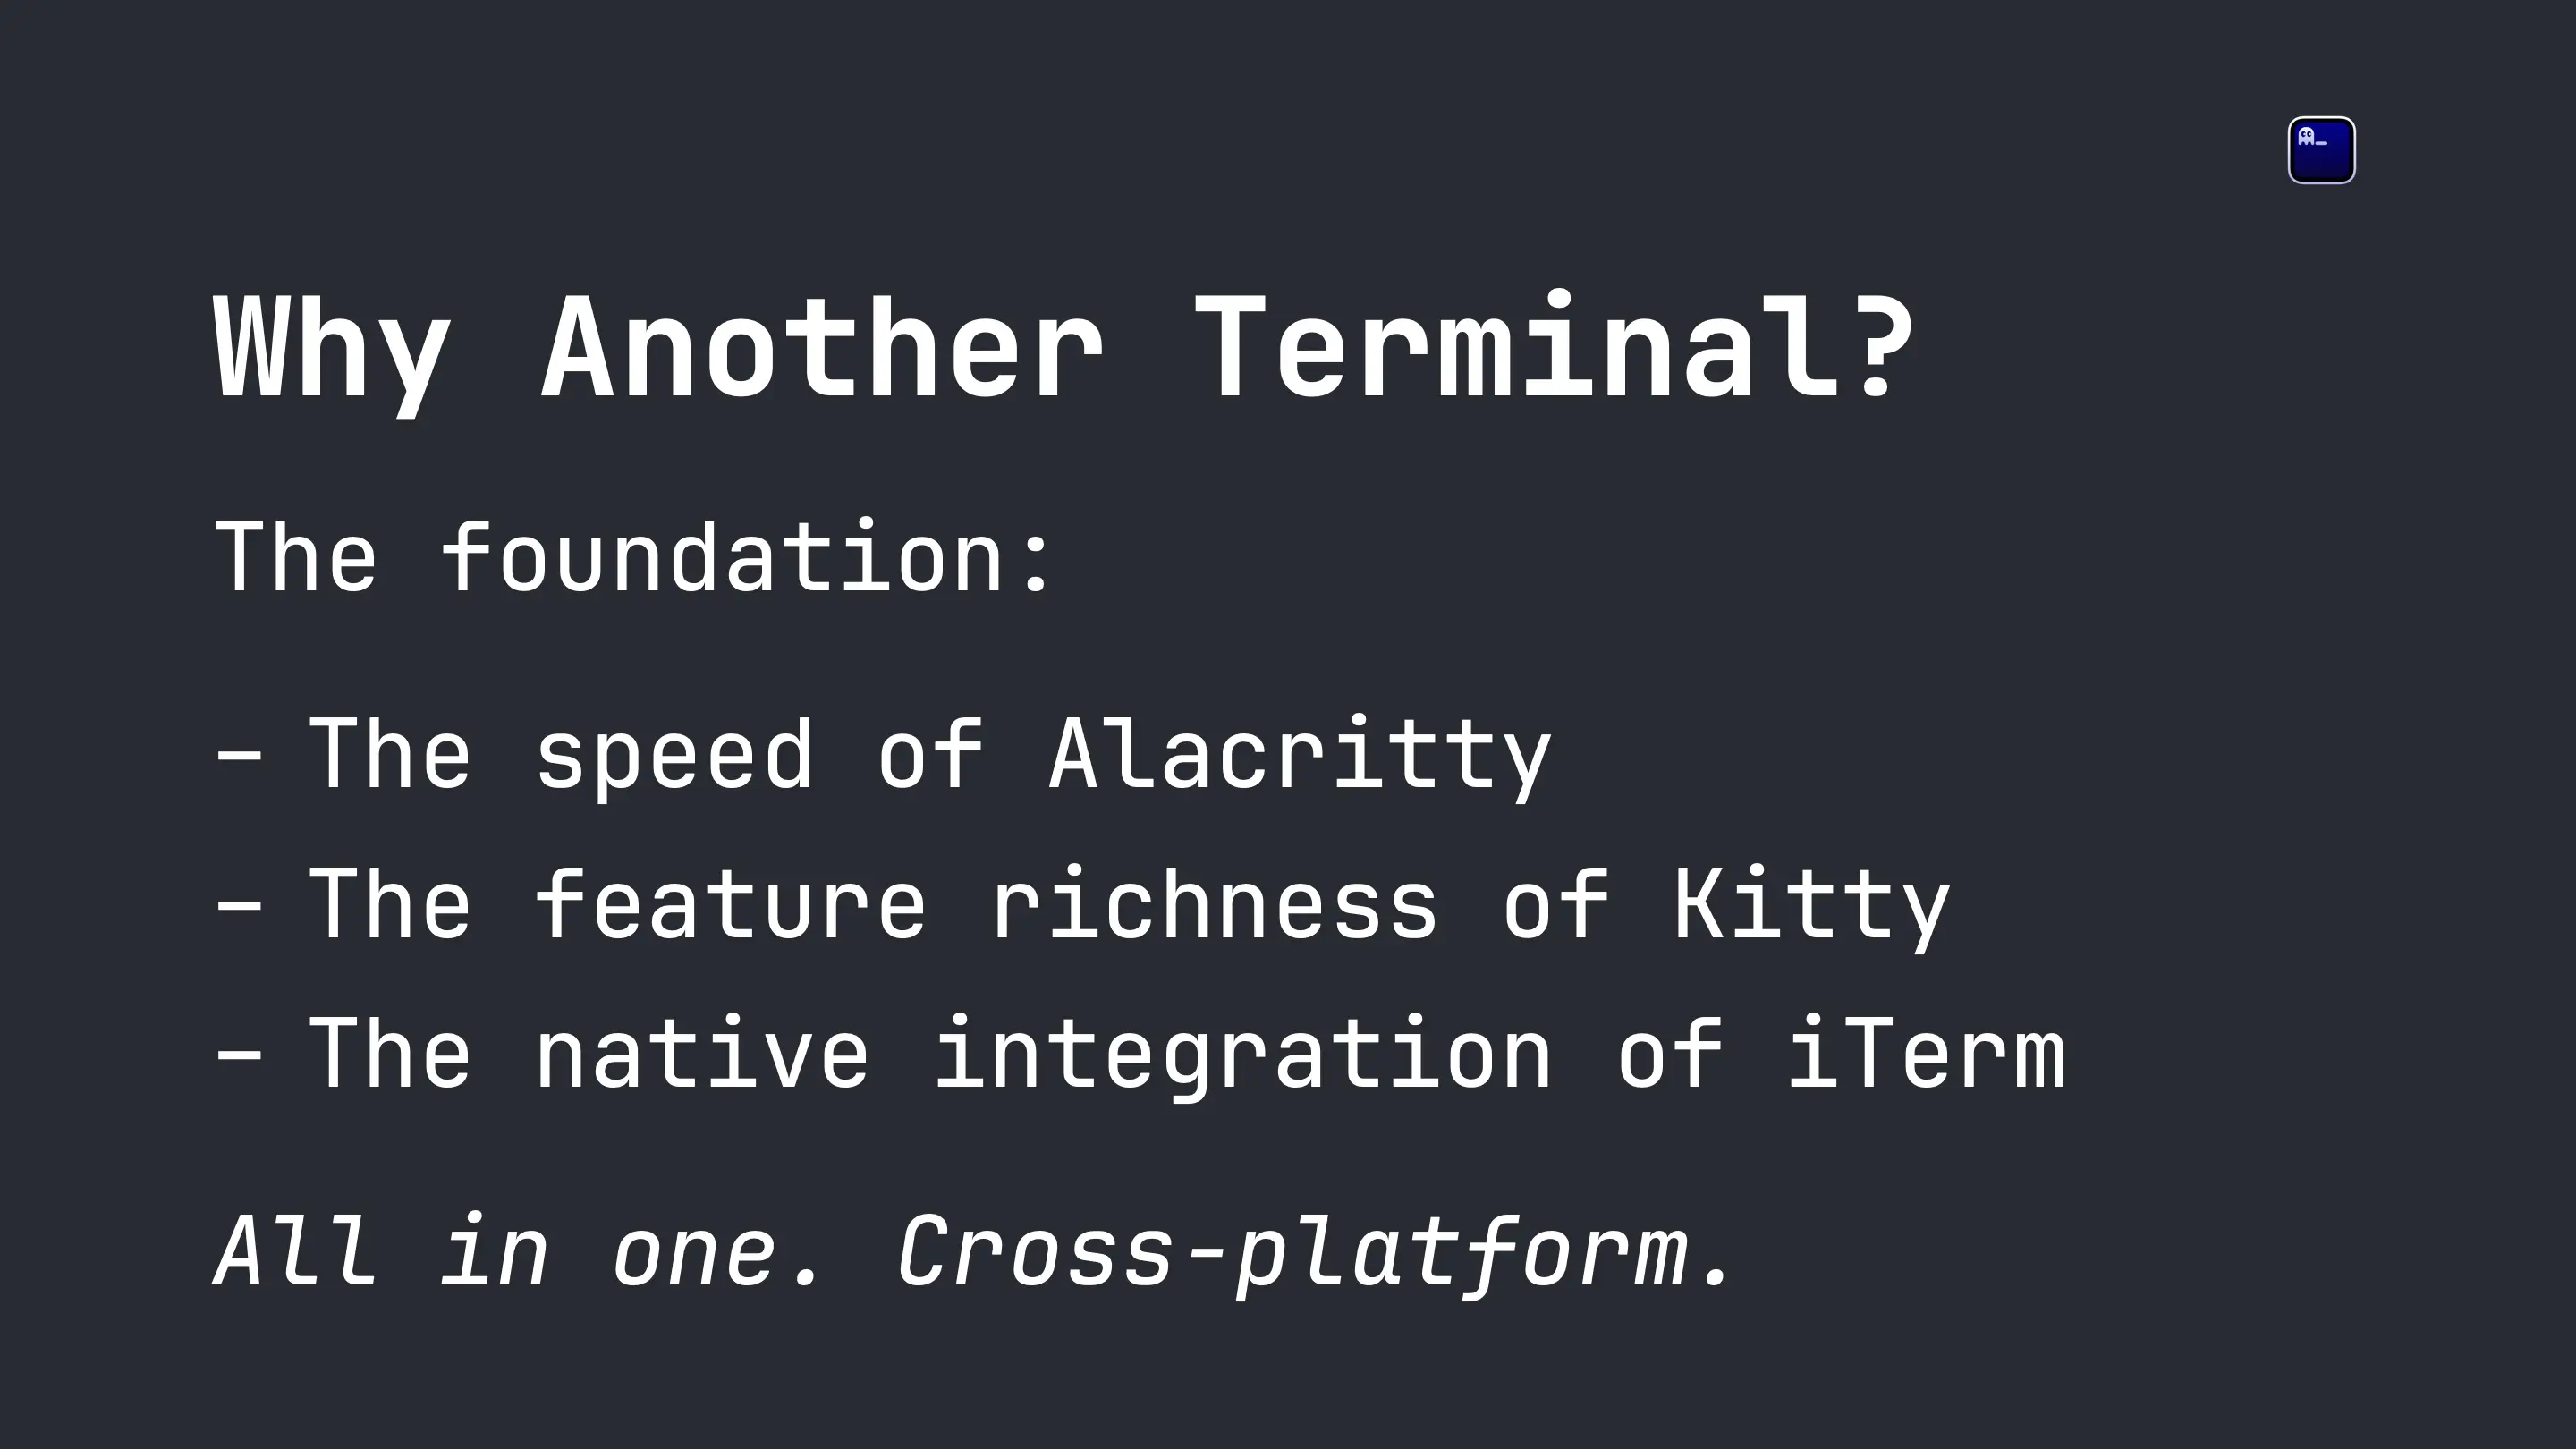 Why Another Terminal?
The foundation:
- The speed of Alacritty
- The feature richness of Kitty
- The native integration of iTerm
All in one. Cross-platform.